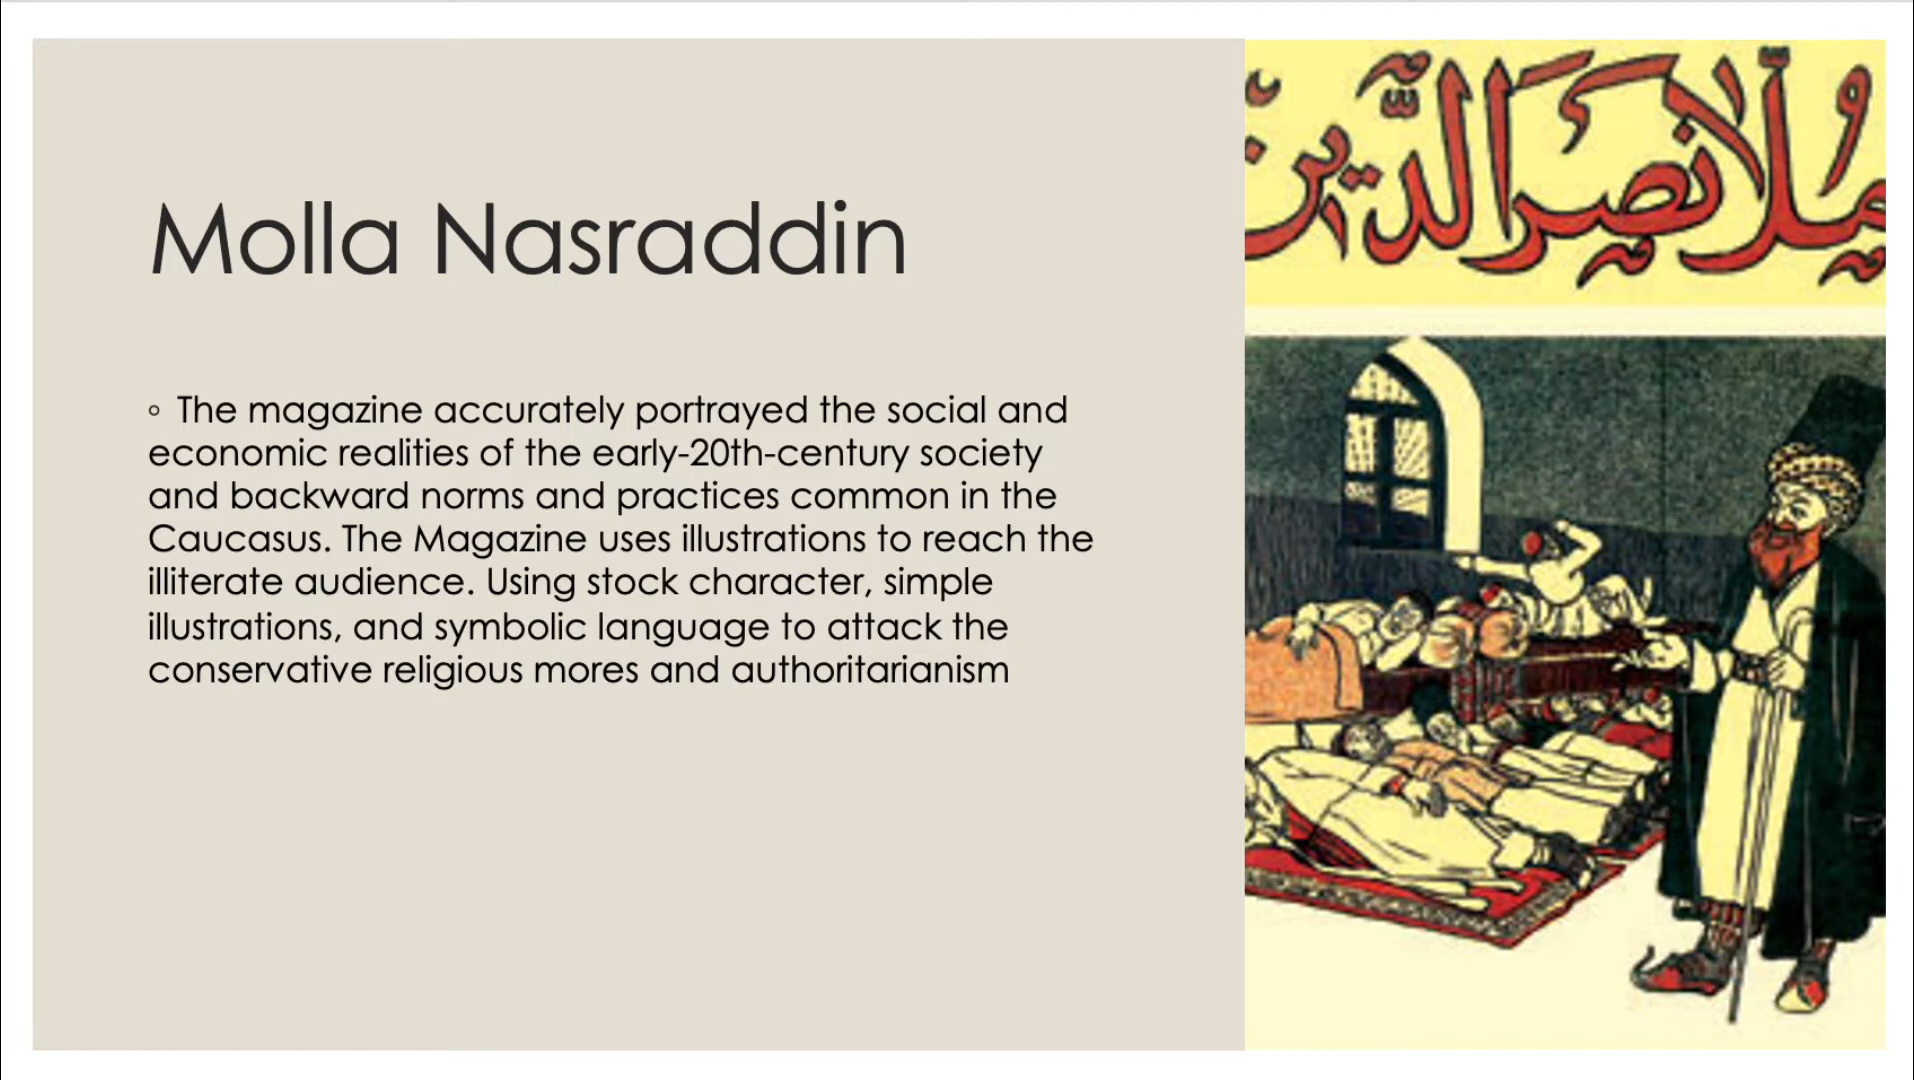 Molla Nasraddin
◦ The magazine accurately portrayed the social and
economic realities of the early-20th-century society
and backward norms and practices common in the
Caucasus. The Magazine uses illustrations to reach the
illiterate audience. Using stock character, simple
illustrations, and symbolic language to attack the
conservative religious mores and authoritarianism
مُلّا نصرالدّین